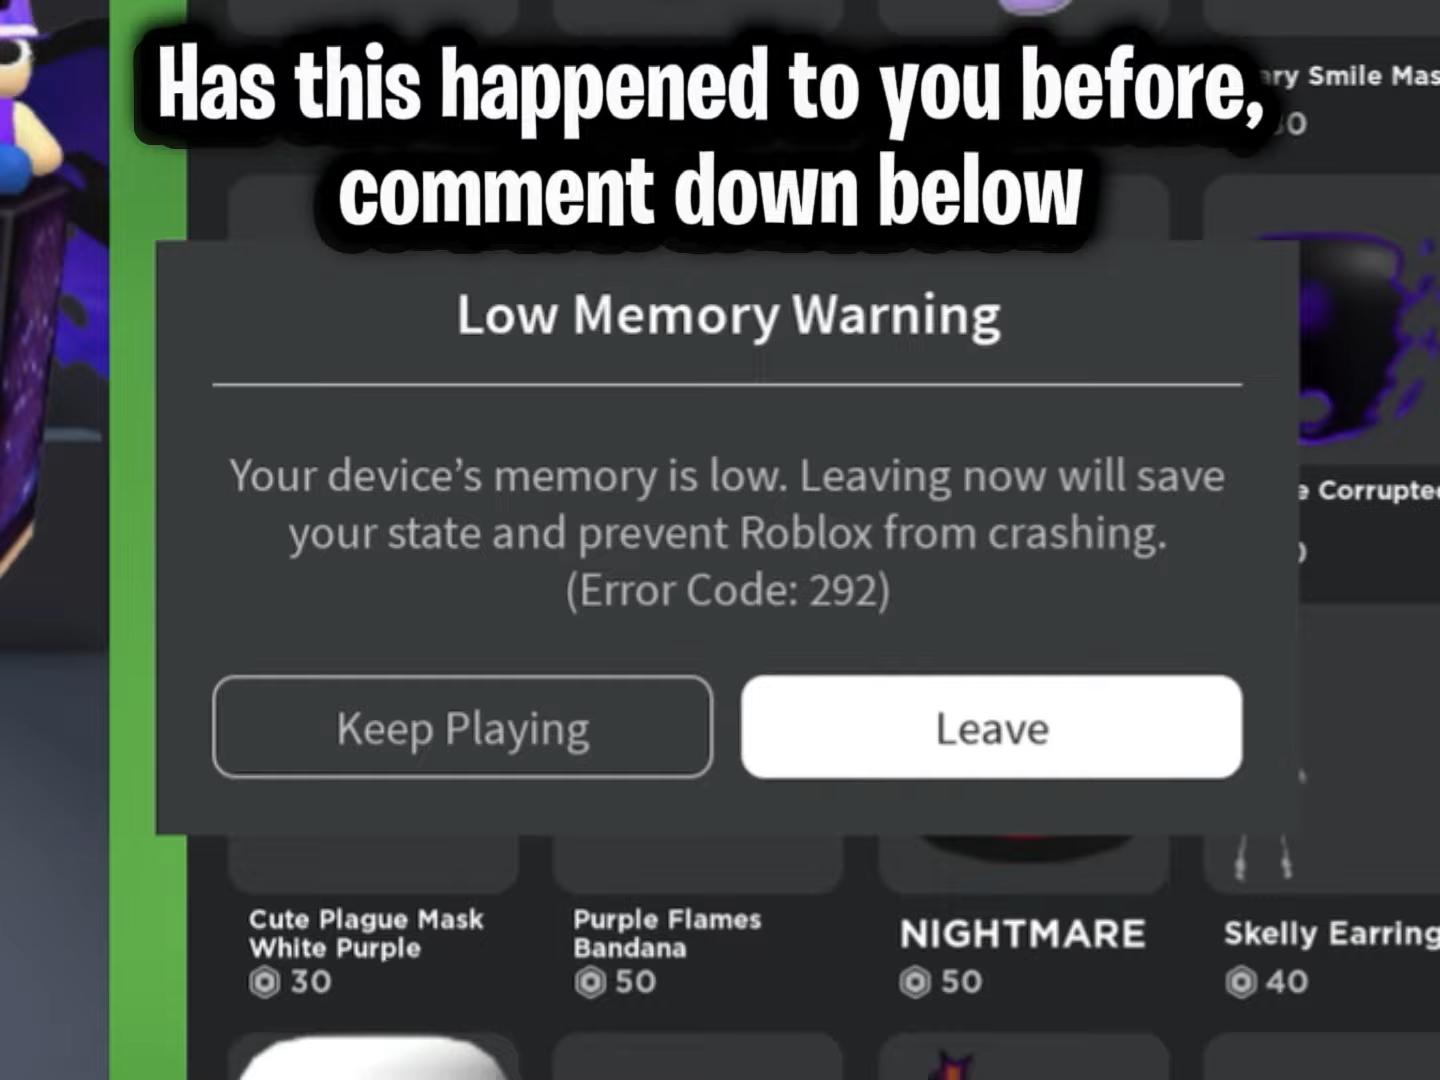 Has this happened to you before,
comment down below
Smile
Low Memory Warning
Your device's memory is low. Leaving now will save
your state and prevent Roblox from crashing.
(Error Code: 292)
Keep Playing
Leave
Cute Plague Mask
White Purple
30
Purple Flames
Bandana
50
NIGHTMARE
50
Skelly Earring
40